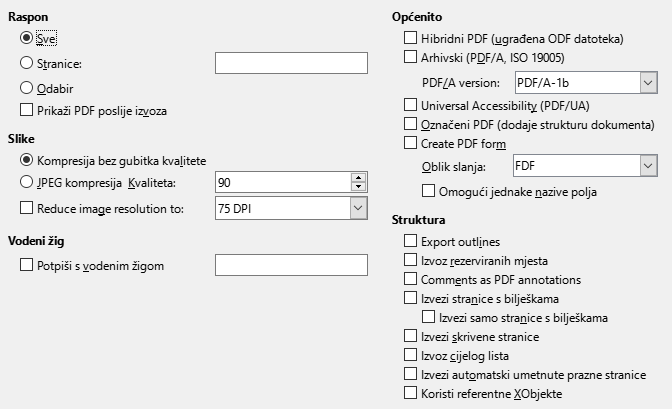 Raspon
Sve
Stranice:
Odabir
Prikaži PDF poslije izvoza
Slike
Kompresija bez gubitka kvalitete
JPEG kompresija Kvaliteta: 90
Reduce image resolution to: 75 DPI
Vodeni žig
Potpiši s vodenim žigom
Općenito
Hibridni PDF (ugrađena ODF datoteka)
Arhivski (PDF/A, ISO 19005)
PDF/A version: PDF/A-1b
Universal Accessibility (PDF/UA)
Označeni PDF (dodaje strukturu dokumenta)
Create PDF form
Oblik slanja: FDF
Omogući jednake nazive polja
Struktura
Export outlines
Izvoz rezerviranih mjesta
Comments as PDF annotations
Izvezi stranice s bilješkama
Izvezi samo stranice s bilješkama
Izvezi skrivene stranice
Izvoz cijelog lista
Izvezi automatski umetnute prazne stranice
Koristi referentne XObjekte